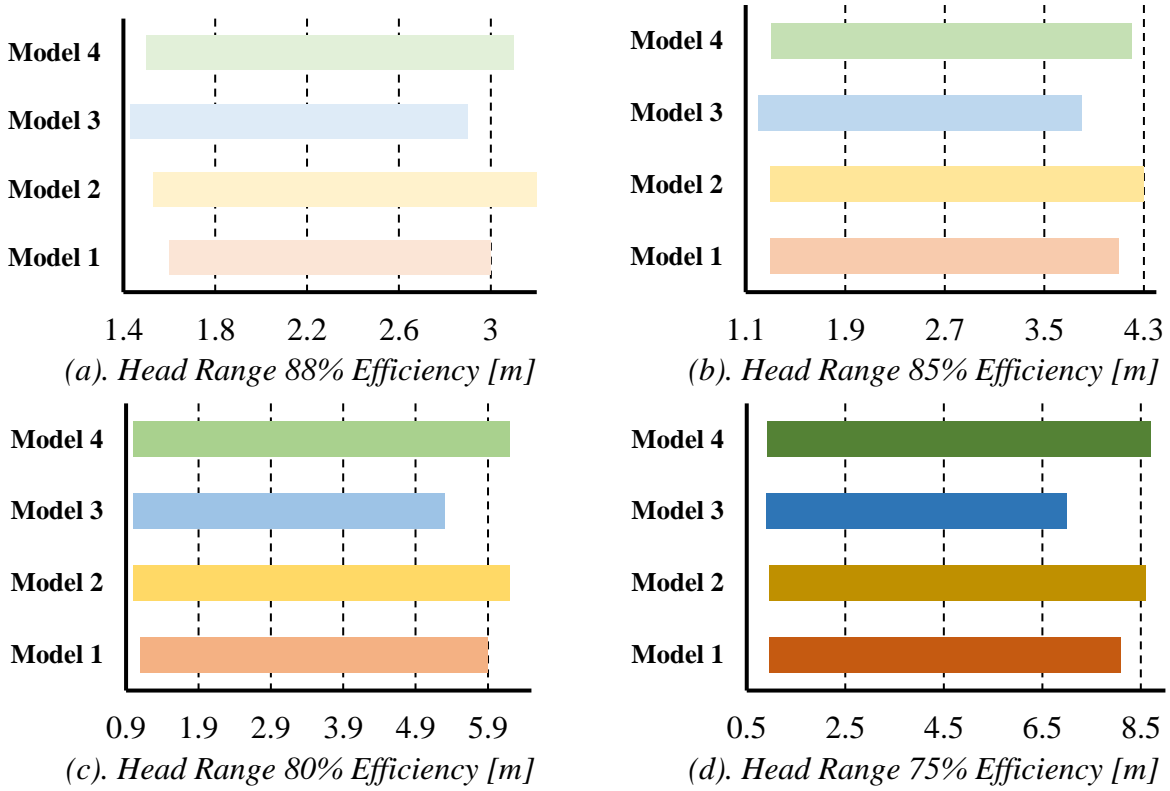 Model 4
Model 3
Model 2
Model 1
1.4 1.8 2.2 2.6 3
(a). Head Range 88% Efficiency [m]
Model 4
Model 3
Model 2
Model 1
1.1 1.9 2.7 3.5 4.3
(b). Head Range 85% Efficiency [m]
Model 4
Model 3
Model 2
Model 1
0.9 1.9 2.9 3.9 4.9 5.9
(c). Head Range 80% Efficiency [m]
Model 4
Model 3
Model 2
Model 1
0.5 2.5 4.5 6.5 8.5
(d). Head Range 75% Efficiency [m]